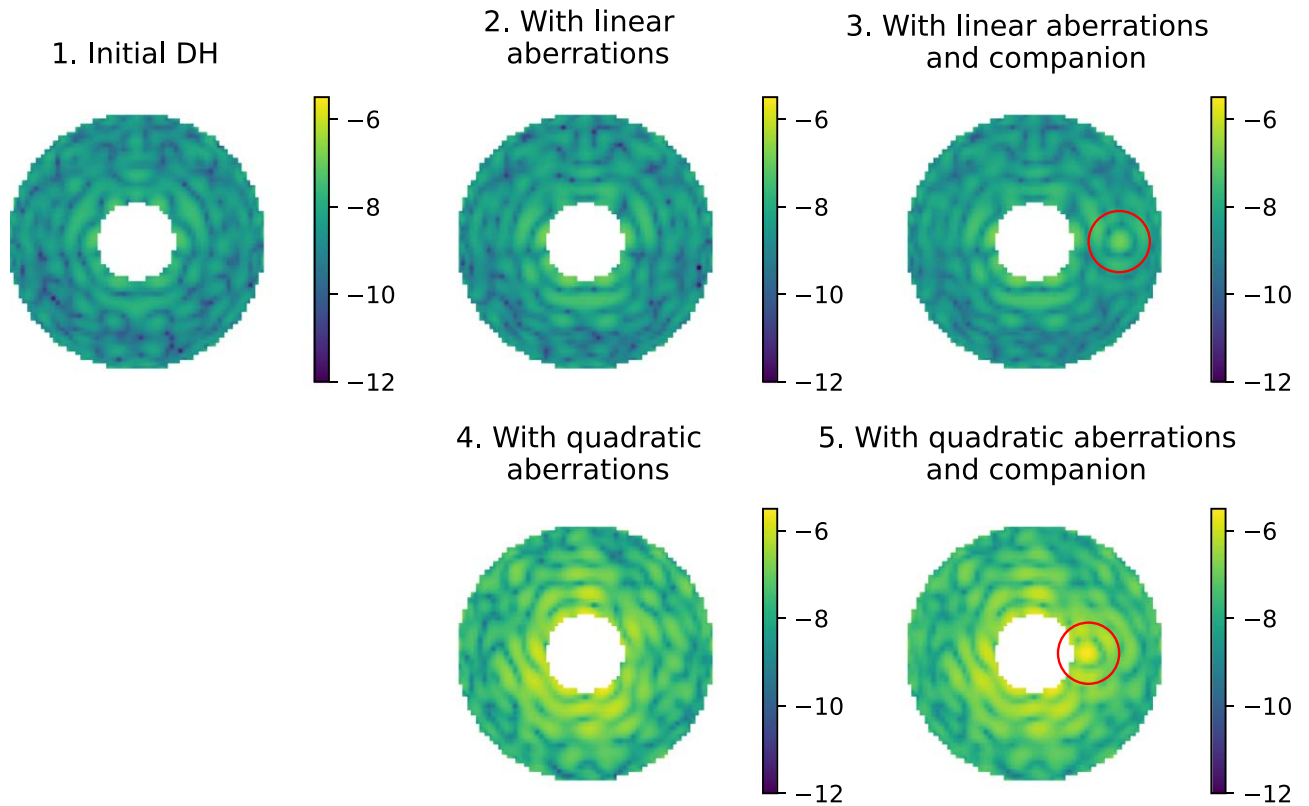 1. Initial DH
2. With linear
aberrations
3. With linear aberrations
and companion
−6
−8
−10
−12
−6
−8
−10
−12
−6
−8
−10
−12
4. With quadratic
aberrations
5. With quadratic aberrations
and companion
−6
−8
−10
−12
−6
−8
−10
−12